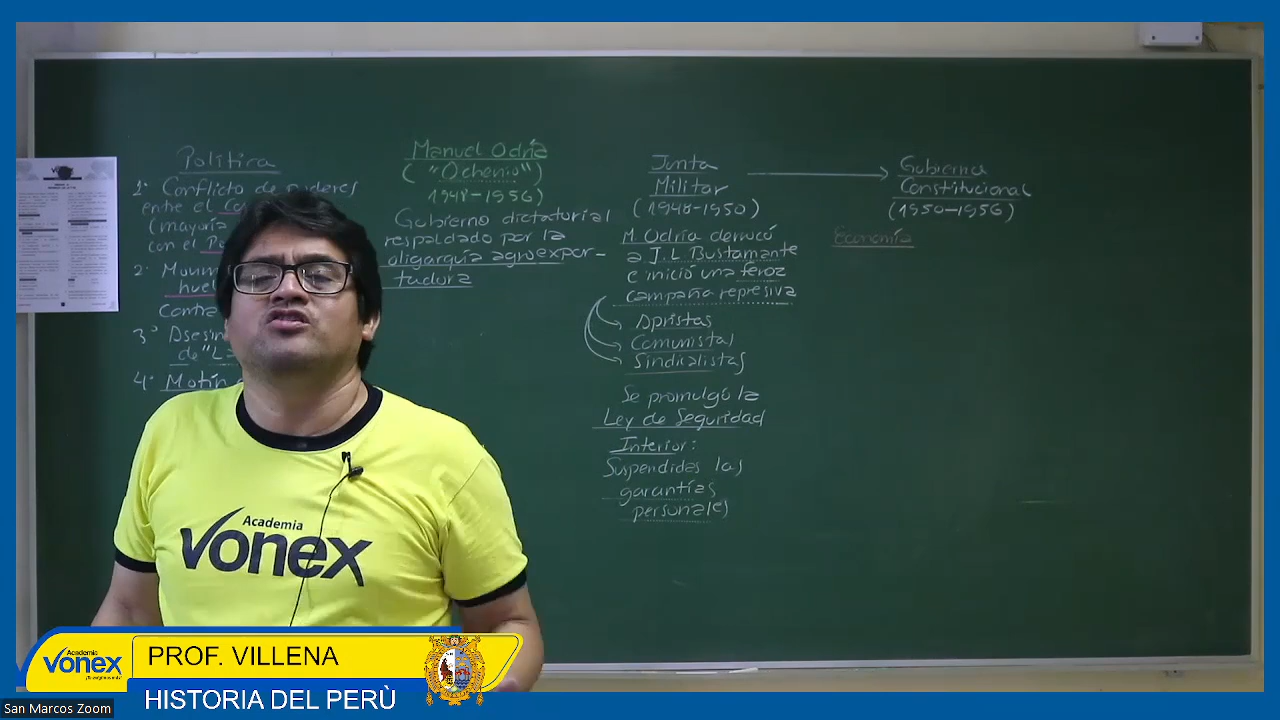 Política
1° Conflicto de poderes
entre el
(mayoría
con el
2.
contra
3°
de "L
4. Motín
Manuel Odría
("Ochenio")
1948-1956)
Gobierno dictatorial
respaldado por la
oligarquía agroexpor-
tadora
Junta
Militar
(1948-1950)
M. Odría derrocó
a J.L. Bustamante
e inició una feroz
campaña represiva
Apristas
Comunistas
Sindicalistas
Se promulgó la
Ley de Seguridad
Interior:
Suspendidas las
garantías
personales
Gobierno
Constitucional
(1950-1956)
Economía
Academia
vonex
Academia
vonex
PROF. VILLENA
HISTORIA DEL PERÙ
San Marcos Zoom